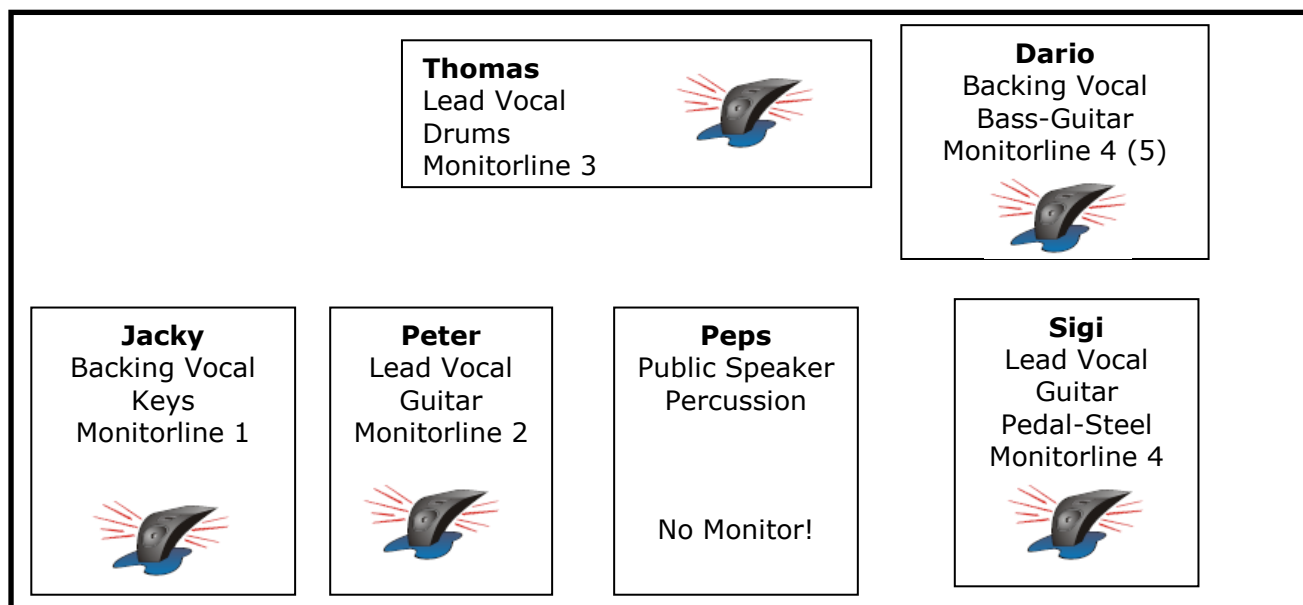 Thomas
Lead Vocal
Drums
Monitorline 3
Dario
Backing Vocal
Bass-Guitar
Monitorline 4 (5)
Jacky
Backing Vocal
Keys
Monitorline 1
Peter
Lead Vocal
Guitar
Monitorline 2
Peps
Public Speaker
Percussion
No Monitor!
Sigi
Lead Vocal
Guitar
Pedal-Steel
Monitorline 4